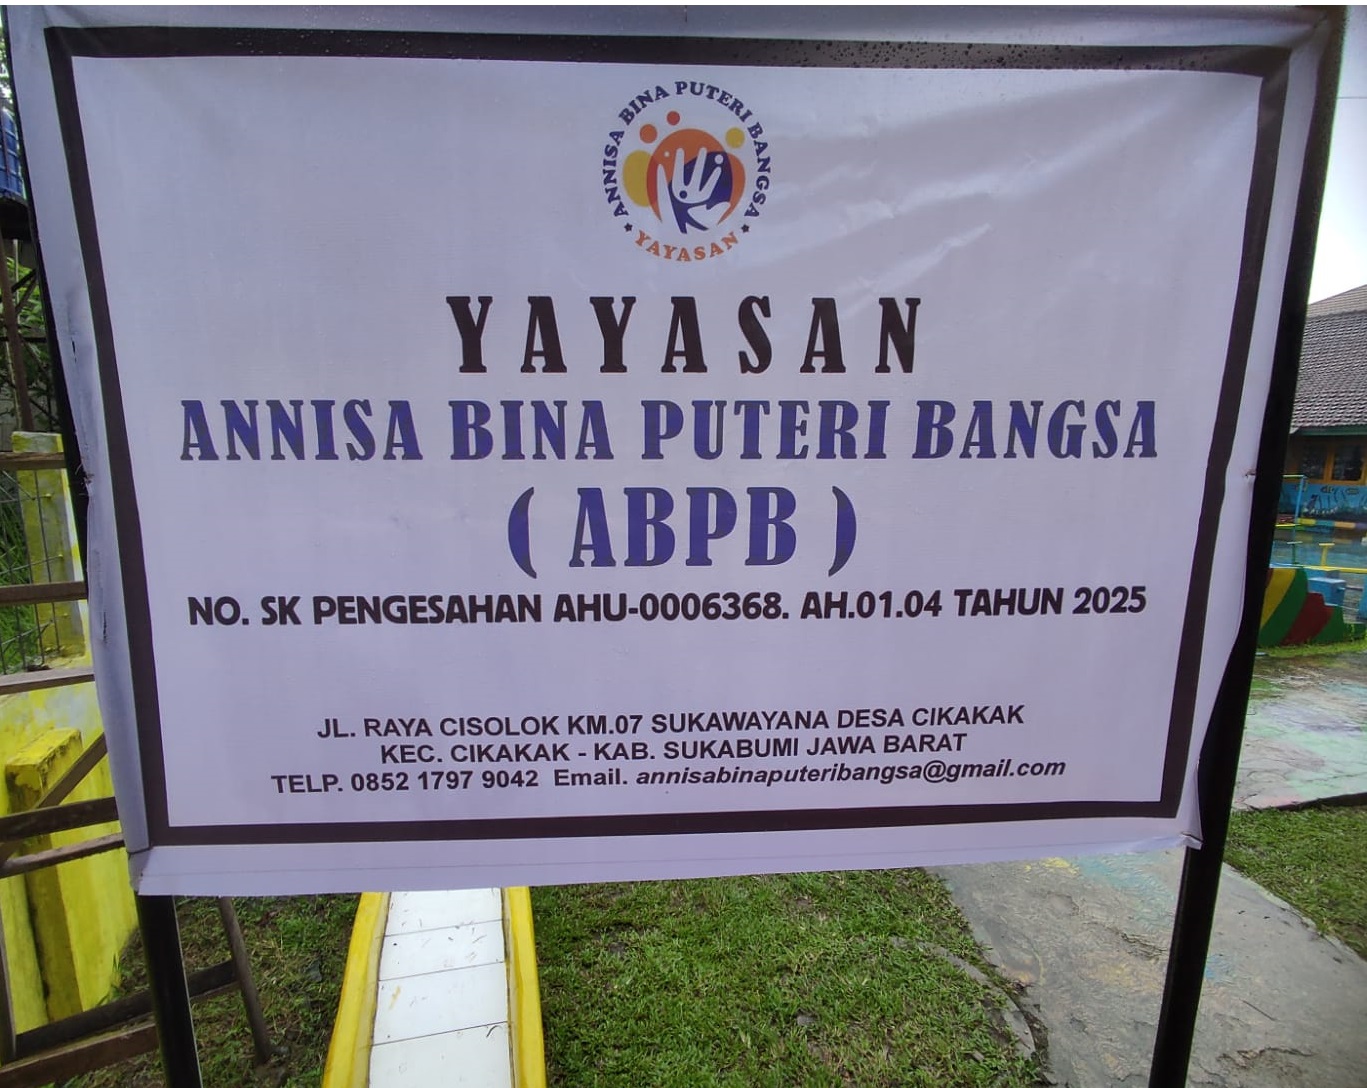 ANNISA BINA PUTERI BANGSA
YAYASAN
YAYASAN
ANNISA BINA PUTERI BANGSA
( ABPB )
NO. SK PENGESAHAN AHU-0006368. AH.01.04 TAHUN 2025
JL. RAYA CISOLOK KM.07 SUKAWAYANA DESA CIKAKAK
KEC. CIKAKAK - KAB. SUKABUMI JAWA BARAT
TELP. 0852 1797 9042 Email. annisabinaputeribangsa@gmail.com